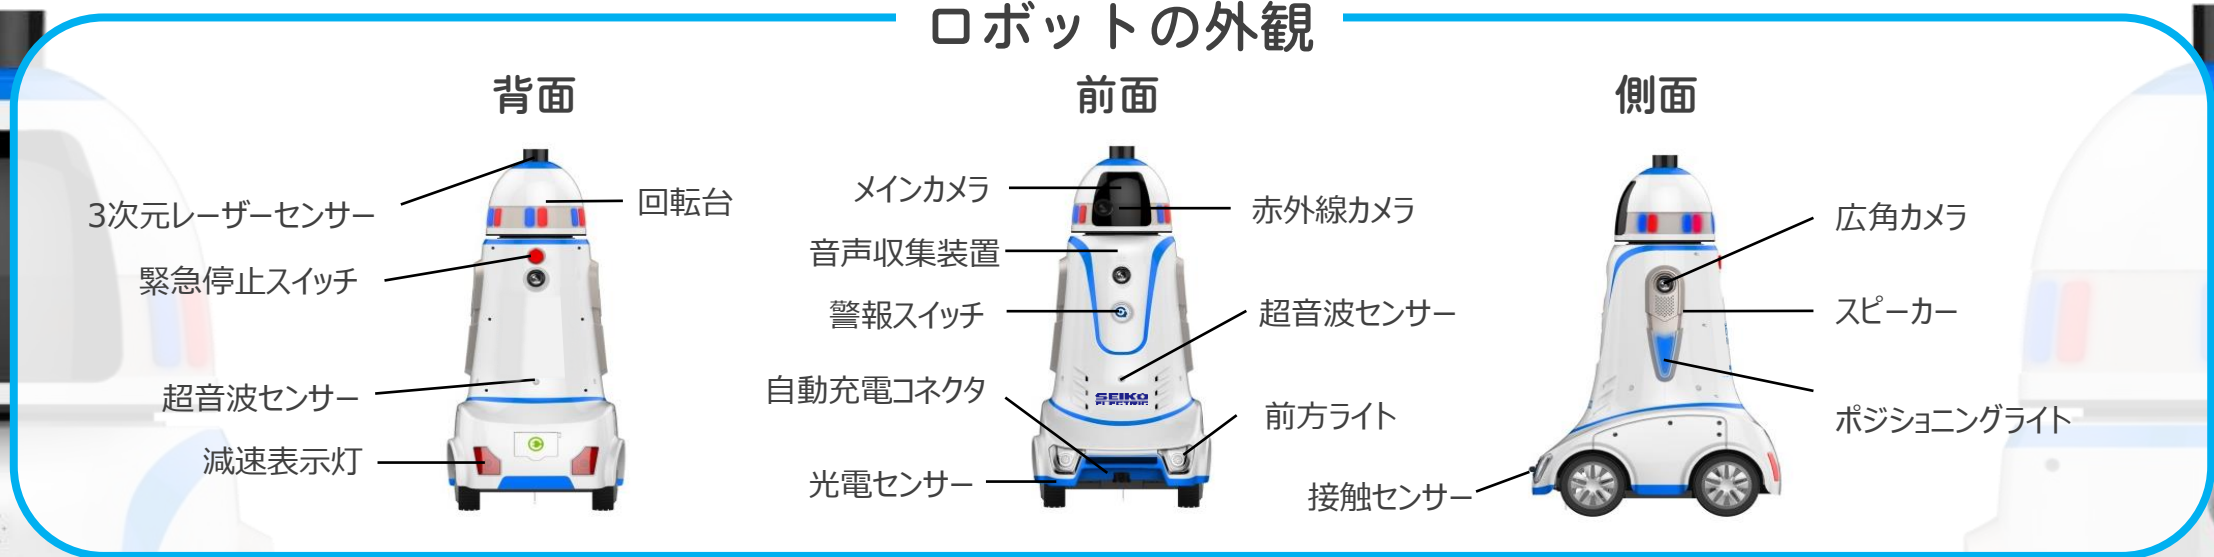 ロボットの外観
背面
3次元レーザーセンサー
回転台
緊急停止スイッチ
超音波センサー
減速表示灯
前面
メインカメラ
赤外線カメラ
音声収集装置
警報スイッチ
超音波センサー
自動充電コネクタ
前方ライト
光電センサー
SEIKO
ELECTRIC
側面
広角カメラ
スピーカー
ポジショニングライト
接触センサー